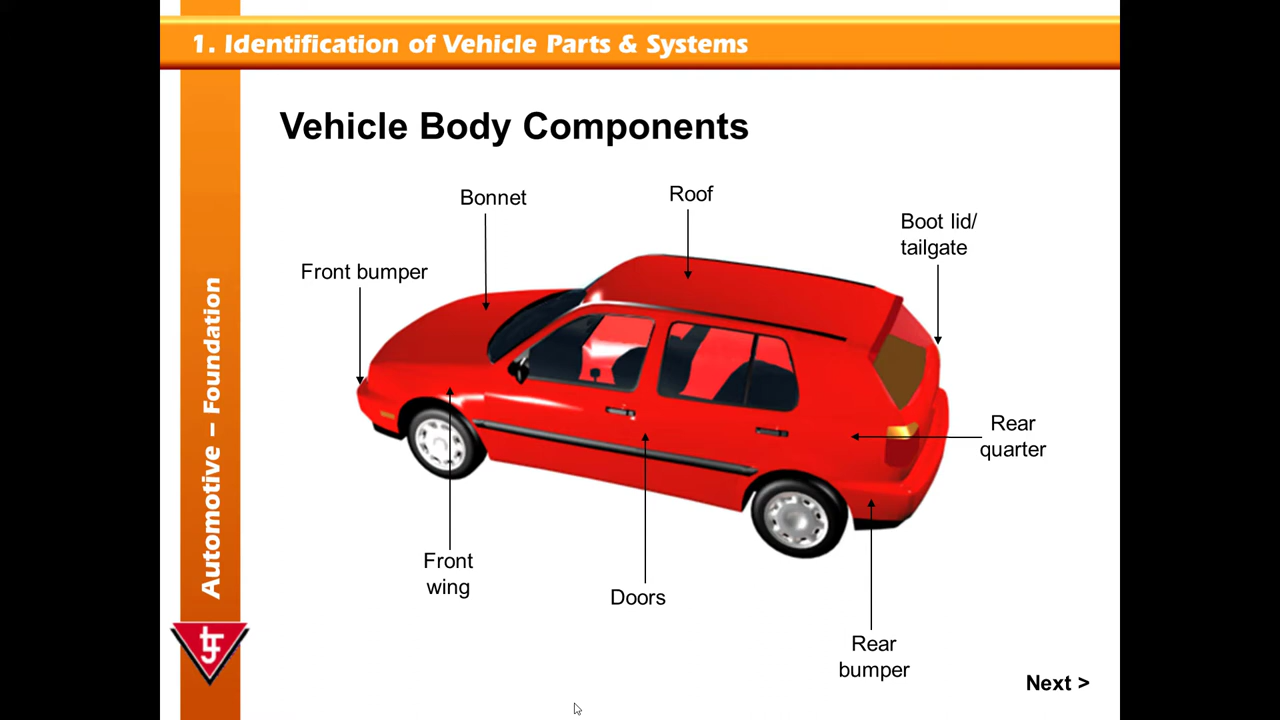 1. Identification of Vehicle Parts & Systems
Vehicle Body Components
Bonnet
Roof
Boot lid/
tailgate
Front bumper
Rear
quarter
Front
wing
Doors
Rear
bumper
Automotive – Foundation
Next >